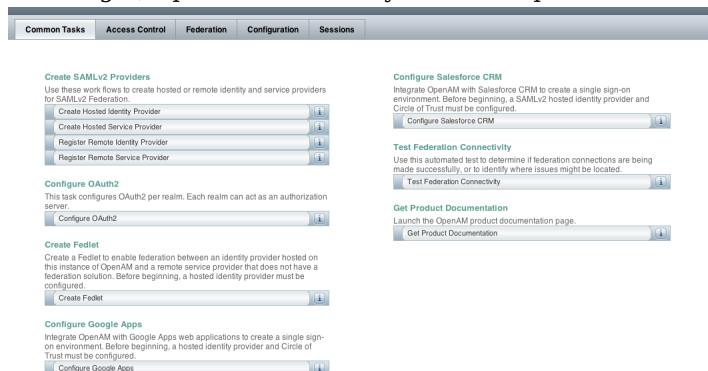 Common Tasks Access Control Federation Configuration Sessions
Create SAMLv2 Providers
Use these work flows to create hosted or remote identity and service providers
for SAMLv2 Federation.
Create Hosted Identity Provider
Create Hosted Service Provider
Register Remote Identity Provider
Register Remote Service Provider
Configure OAuth2
This task configures OAuth2 per realm. Each realm can act as an authorization
server.
Configure OAuth2
Create Fedlet
Create a Fedlet to enable federation between an identity provider hosted on
this instance of OpenAM and a remote service provider that does not have a
federation solution. Before beginning, a hosted identity provider must be
configured.
Create Fedlet
Configure Google Apps
Integrate OpenAM with Google Apps web applications to create a single sign-
on environment. Before beginning, a hosted identity provider and Circle of
Trust must be configured.
Configure Google Apps
Configure Salesforce CRM
Integrate OpenAM with Salesforce CRM to create a single sign-on
environment. Before beginning, a SAMLv2 hosted identity provider and
Circle of Trust must be configured.
Configure Salesforce CRM
Test Federation Connectivity
Use this automated test to determine if federation connections are being
made successfully, or to identify where issues might be located.
Test Federation Connectivity
Get Product Documentation
Launch the OpenAM product documentation page.
Get Product Documentation